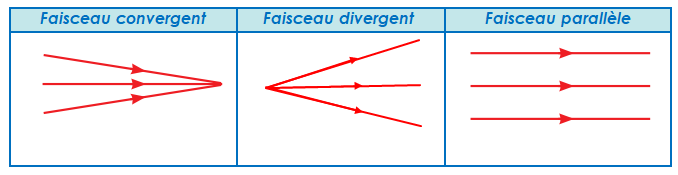 Faisceau convergent
Faisceau divergent
Faisceau parallèle